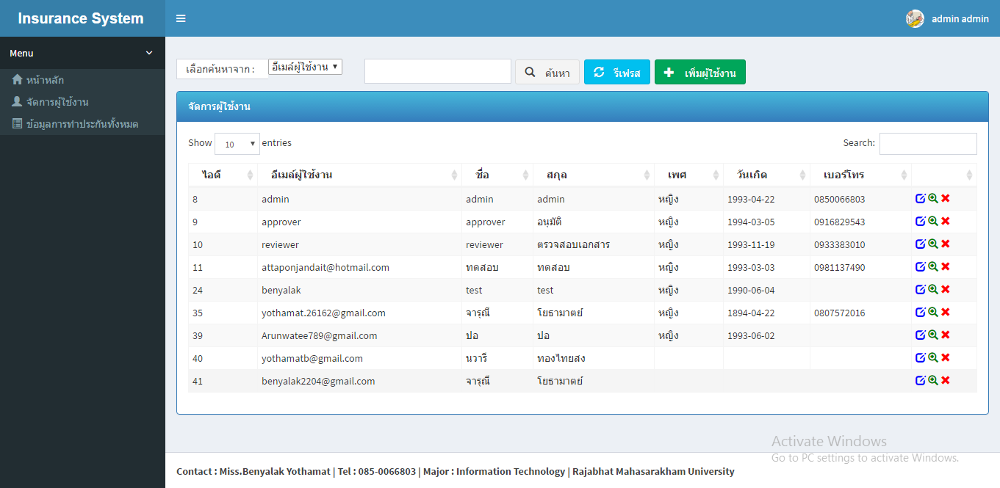 Insurance System
admin admin
Menu
หน้าหลัก
จัดการผู้ใช้งาน
ข้อมูลการทำประกันทั้งหมด
เลือกค้นหาจาก : อีเมล์ผู้ใช้งาน ค้นหา รีเฟรส เพิ่มผู้ใช้งาน
จัดการผู้ใช้งาน
Show 10 entries Search:
ไอดี อีเมล์ผู้ใช้งาน ชื่อ สกุล เพศ วันเกิด เบอร์โทร
8 admin admin admin หญิง 1993-04-22 0850066803
9 approver approver อนุมัติ หญิง 1994-03-05 0916829543
10 reviewer reviewer ตรวจสอบเอกสาร หญิง 1993-11-19 0933383010
11 attaponjandait@hotmail.com ทดสอบ ทดสอบ หญิง 1993-03-03 0981137490
24 benyalak test test หญิง 1990-06-04
35 yothamat.26162@gmail.com จารุณี โยธามาตย์ หญิง 1894-04-22 0807572016
39 Arunwatee789@gmail.com ปอ ปอ หญิง 1993-06-02
40 yothamatb@gmail.com นวารี ทองไทยสง
41 benyalak2204@gmail.com จารุณี โยธามาตย์
Activate Windows
Go to PC settings to activate Windows.
Contact : Miss.Benyalak Yothamat | Tel : 085-0066803 | Major : Information Technology | Rajabhat Mahasarakham University